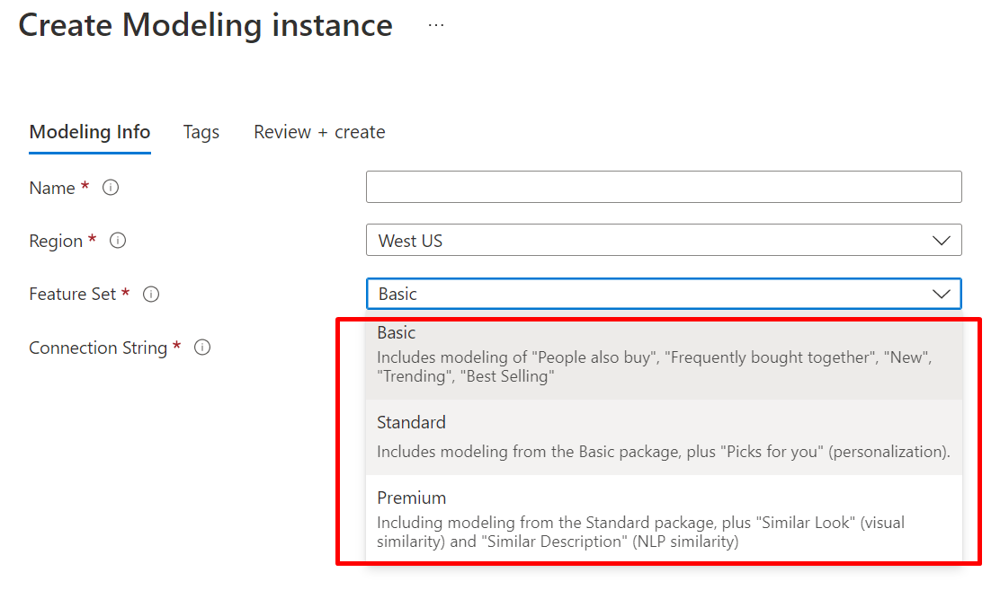 Create Modeling instance ...
Modeling Info Tags Review + create
Name *
Region * West US
Feature Set * Basic
Connection String *
Basic
Includes modeling of "People also buy", "Frequently bought together", "New",
"Trending", "Best Selling"
Standard
Includes modeling from the Basic package, plus "Picks for you" (personalization).
Premium
Including modeling from the Standard package, plus "Similar Look" (visual
similarity) and "Similar Description" (NLP similarity)